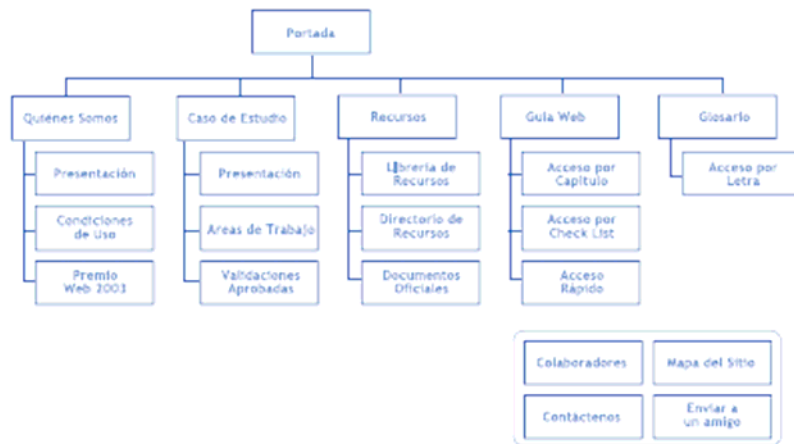 Portada
Quiénes Somos
Caso de Estudio
Recursos
Guia Web
Glosario
Presentación
Presentación
Librería de
Recursos
Acceso por
Capítulo
Acceso por
Letra
Condiciones
de Uso
Areas de Trabajo
Directorio de
Recursos
Acceso por
Check List
Premio
Web 2003
Validaciones
Aprobadas
Documentos
Oficiales
Acceso
Rápido
Colaboradores
Mapa del Sitio
Contáctenos
Enviar a
un amigo